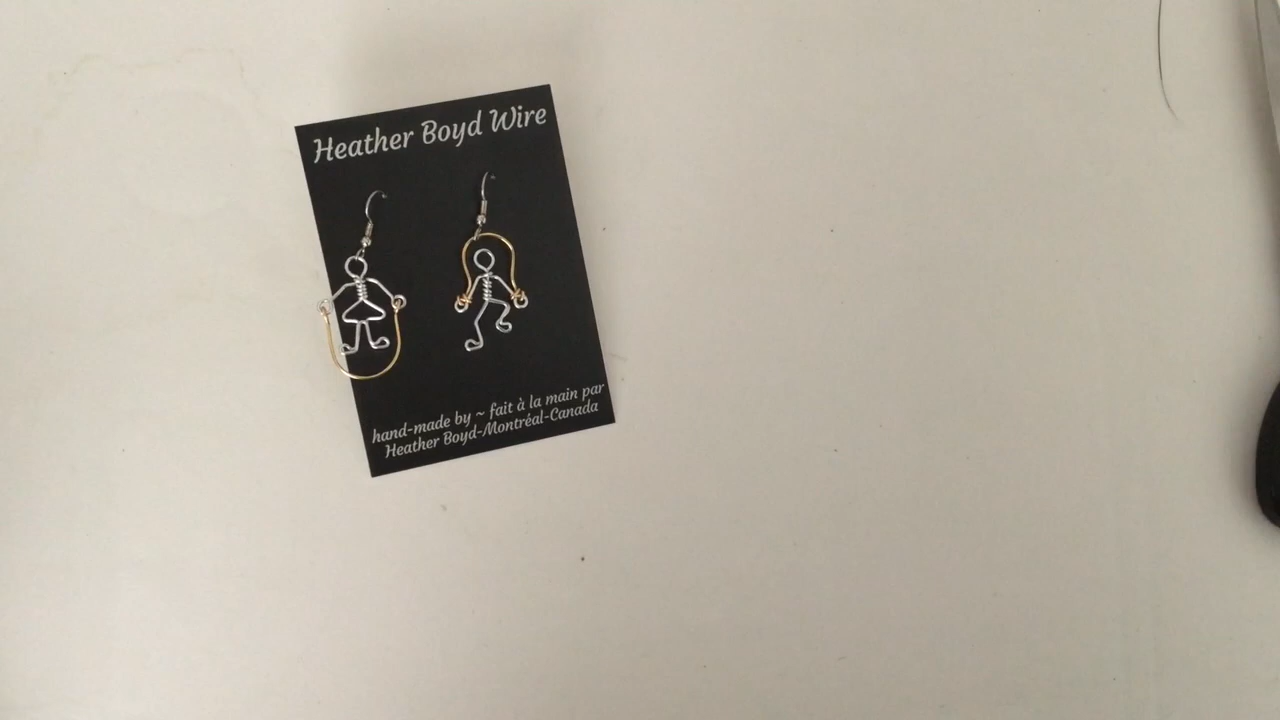 Heather Boyd Wire
hand-made by ~ fait à la main par
Heather Boyd-Montréal-Canada